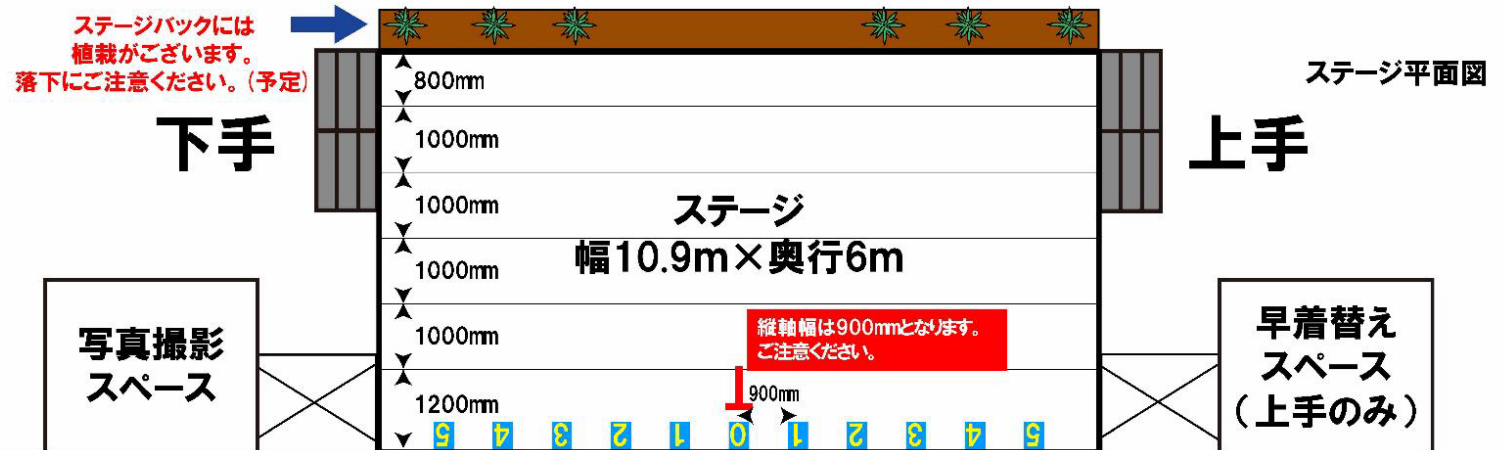 ステージバックには
植栽がございます。
落下にご注意ください。(予定)
ステージ平面図
下手
上手
800mm
1000mm
1000mm
1000mm
1000mm
1200mm
ステージ
幅10.9m×奥行6m
縦軸幅は900mmとなります。
ご注意ください。
900mm
写真撮影
スペース
早着替え
スペース
(上手のみ)
5 4 3 2 1 0 1 2 3 4 5